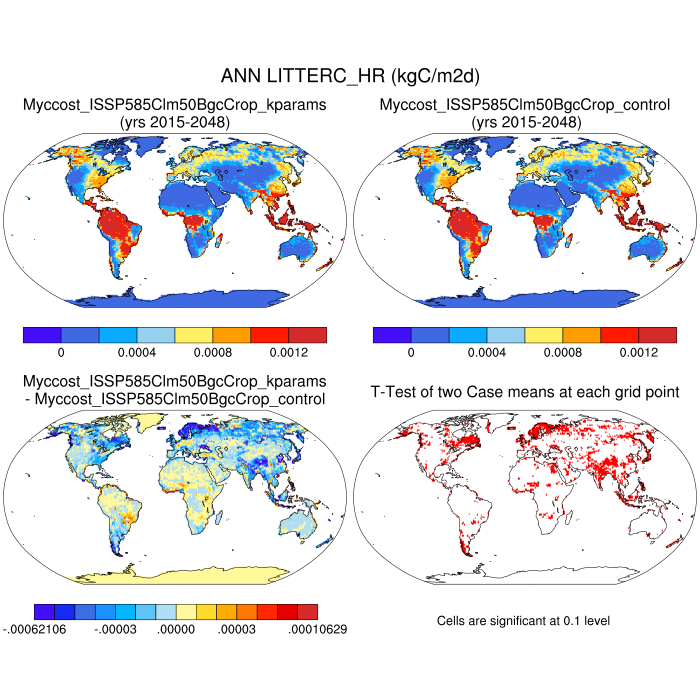 ANN LITTERC_HR (kgC/m2d)
Myccost_ISSP585Clm50BgcCrop_kparams
(yrs 2015-2048)
Myccost_ISSP585Clm50BgcCrop_control
(yrs 2015-2048)
0 0.0004 0.0008 0.0012
0 0.0004 0.0008 0.0012
Myccost_ISSP585Clm50BgcCrop_kparams
- Myccost_ISSP585Clm50BgcCrop_control
T-Test of two Case means at each grid point
-.00062106 -.00003 .00000 .00003 .00010629
Cells are significant at 0.1 level